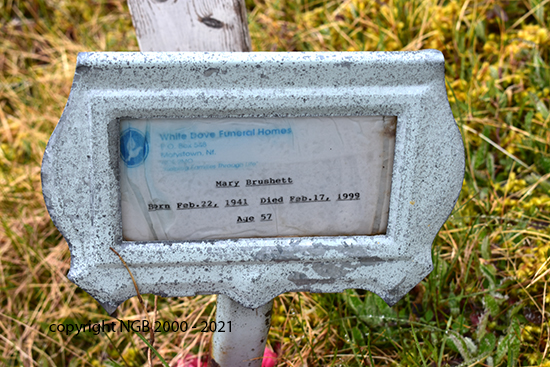 White Dove Funeral Homes
P.O. Box
Mary Brushett
Born Feb.22, 1941 Died Feb.17, 1999
Age 57
copyright NGB 2000 - 2021